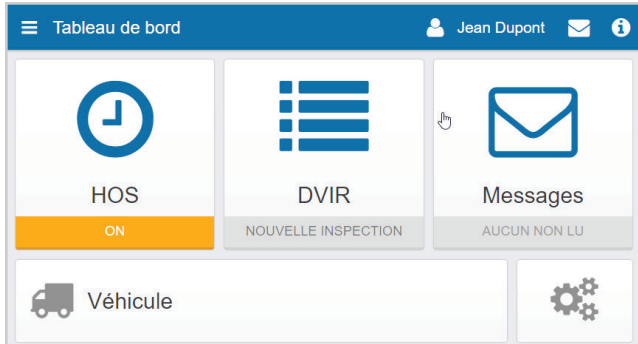 Tableau de bord Jean Dupont
HOS DVIR Messages
ON NOUVELLE INSPECTION AUCUN NON LU
Véhicule